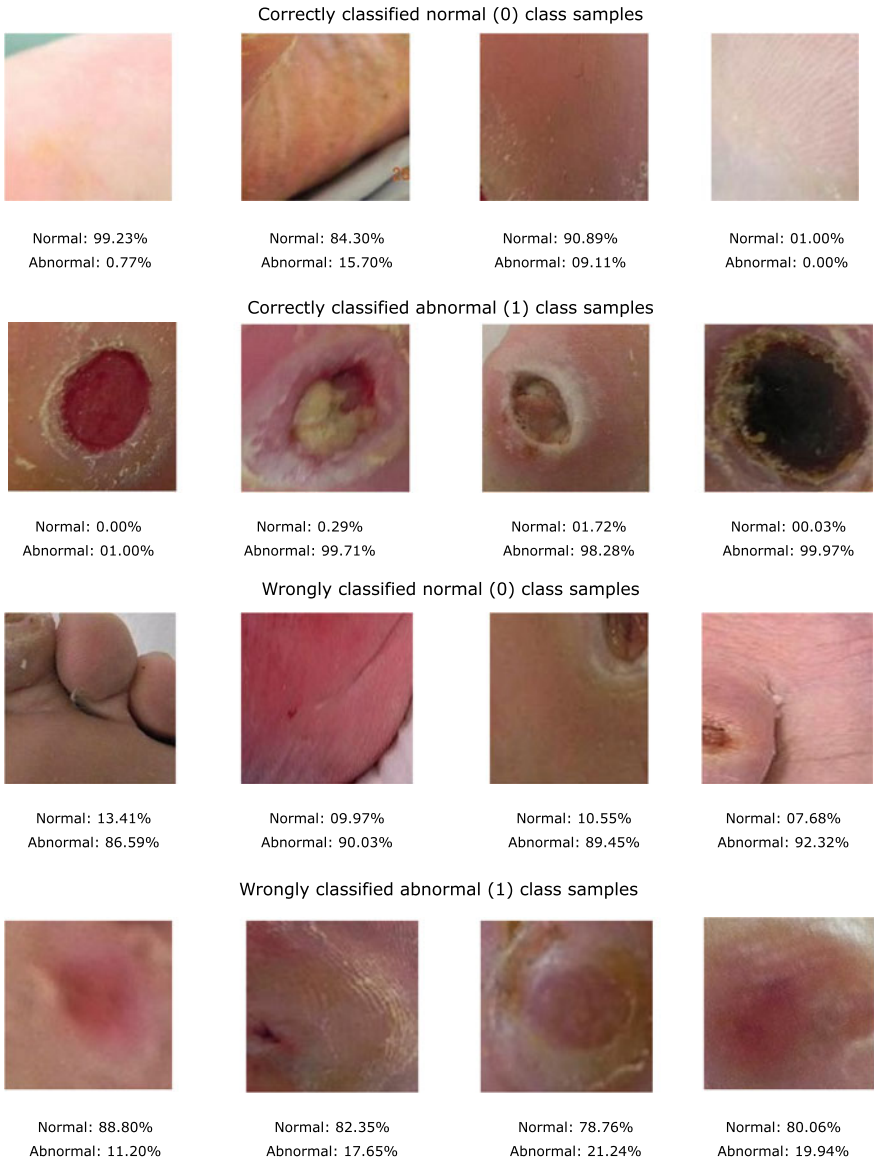 Correctly classified normal (0) class samples
Normal: 99.23% Normal: 84.30% Normal: 90.89% Normal: 01.00%
Abnormal: 0.77% Abnormal: 15.70% Abnormal: 09.11% Abnormal: 0.00%
Correctly classified abnormal (1) class samples
Normal: 0.00% Normal: 0.29% Normal: 01.72% Normal: 00.03%
Abnormal: 01.00% Abnormal: 99.71% Abnormal: 98.28% Abnormal: 99.97%
Wrongly classified normal (0) class samples
Normal: 13.41% Normal: 09.97% Normal: 10.55% Normal: 07.68%
Abnormal: 86.59% Abnormal: 90.03% Abnormal: 89.45% Abnormal: 92.32%
Wrongly classified abnormal (1) class samples
Normal: 88.80% Normal: 82.35% Normal: 78.76% Normal: 80.06%
Abnormal: 11.20% Abnormal: 17.65% Abnormal: 21.24% Abnormal: 19.94%